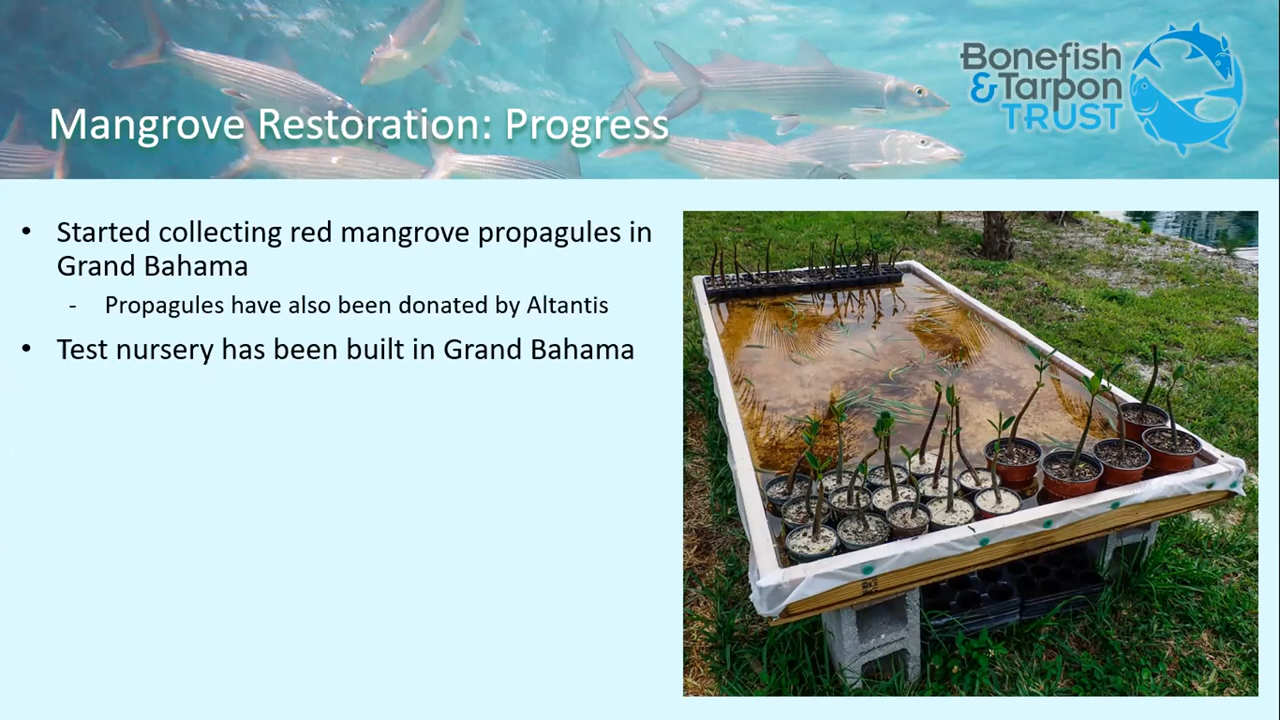 Bonefish
& Tarpon
TRUST
Mangrove Restoration: Progress
• Started collecting red mangrove propagules in
Grand Bahama
- Propagules have also been donated by Altantis
• Test nursery has been built in Grand Bahama